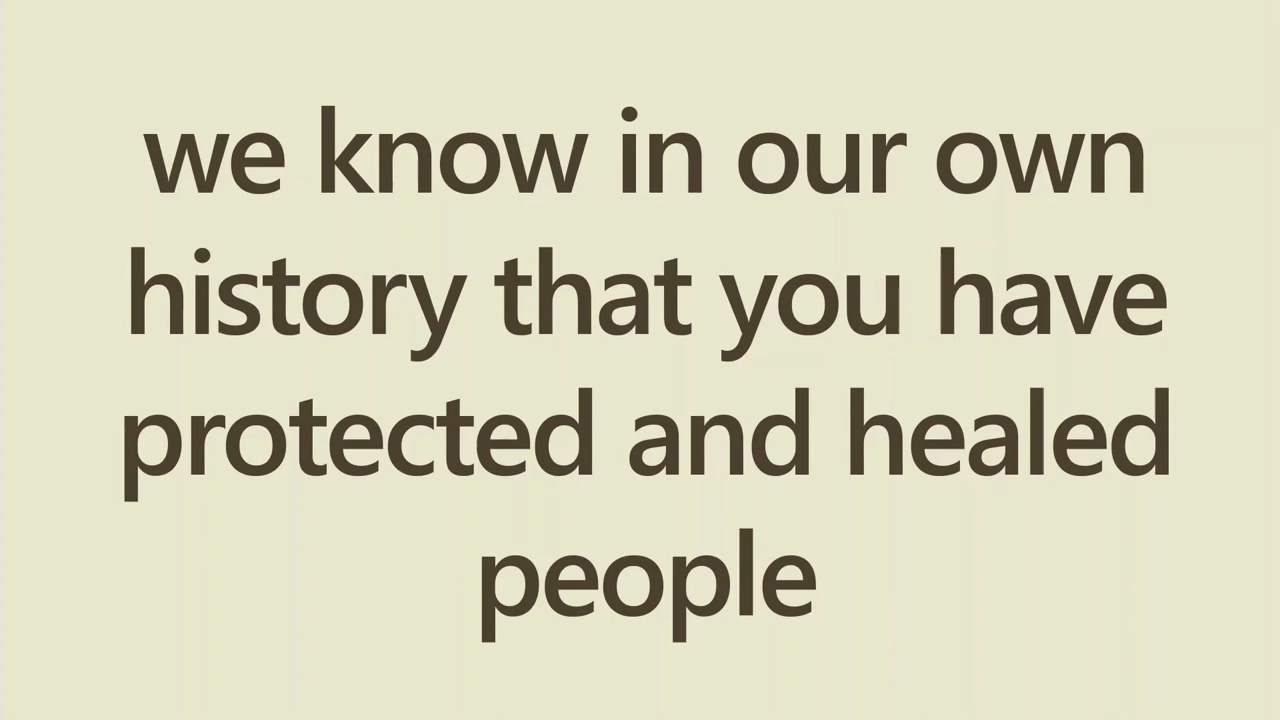 we know in our own
history that you have
protected and healed
people